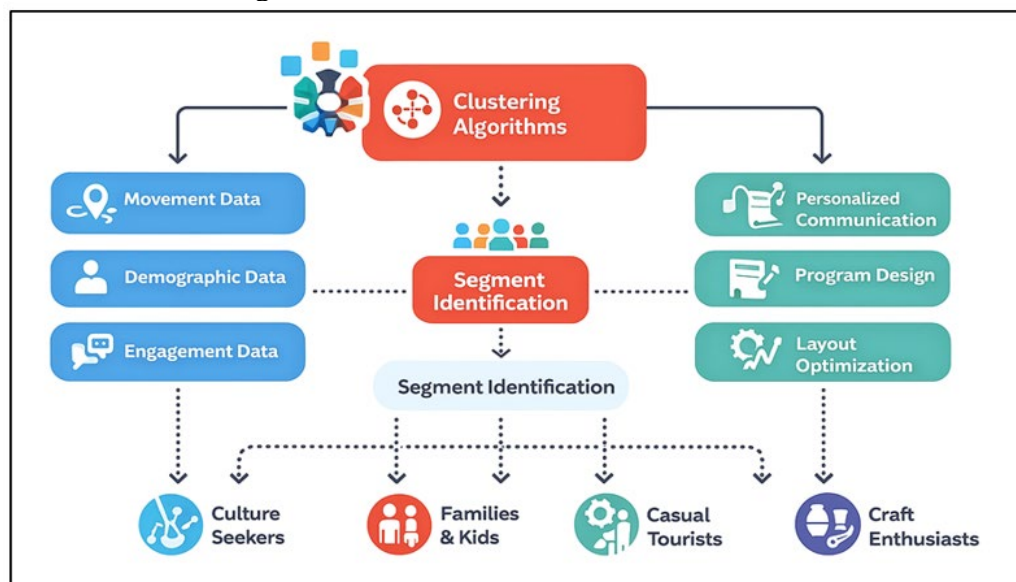 Clustering
Algorithms
Movement Data
Demographic Data
Engagement Data
Segment
Identification
Personalized
Communication
Program Design
Layout
Optimization
Segment Identification
Culture
Seekers
Families
& Kids
Casual
Tourists
Craft
Enthusiasts